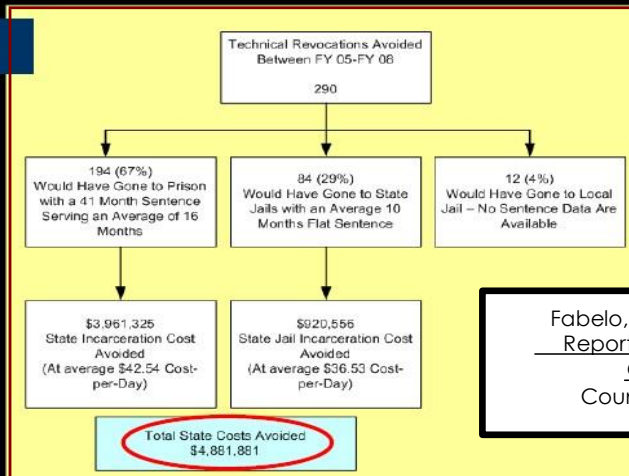 Technical Revocations Avoided
Between FY 05-FY 08
290
194 (67%)
Would Have Gone to Prison
with a 41 Month Sentence
Serving an Average of 16
Months
84 (29%)
Would Have Gone to State
Jails with an Average 10
Months Flat Sentence
12 (4%)
Would Have Gone to Local
Jail – No Sentence Data Are
Available
$3,961,325
State Incarceration Cost
Avoided
(At average $42.54 Cost-
per-Day)
$920,556
State Jail Incarceration Cost
Avoided
(At average $36.53 Cost-
per-Day)
Fabelo,
Report
Cour
Total State Costs Avoided
$4,881,881